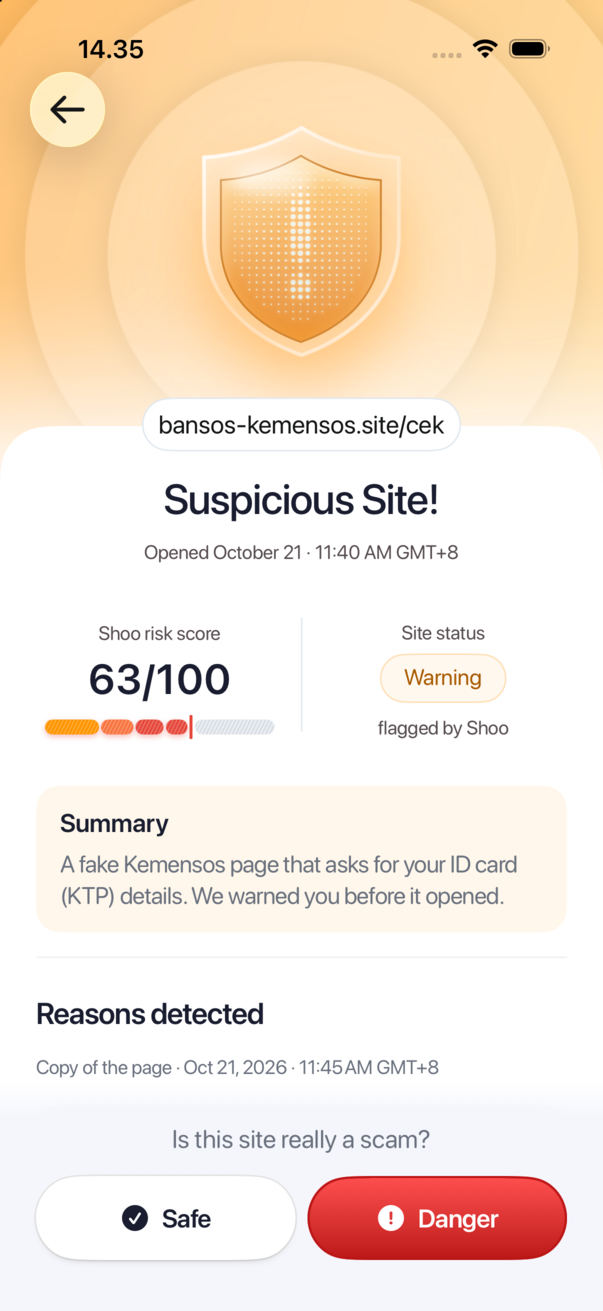 14.35
bansos-kemensos.site/cek
Suspicious Site!
Opened October 21 · 11:40 AM GMT+8
Shoo risk score
63/100
Site status
Warning
flagged by Shoo
Summary
A fake Kemensos page that asks for your ID card
(KTP) details. We warned you before it opened.
Reasons detected
Copy of the page · Oct 21, 2026 · 11:45AM GMT+8
Is this site really a scam?
Safe
Danger